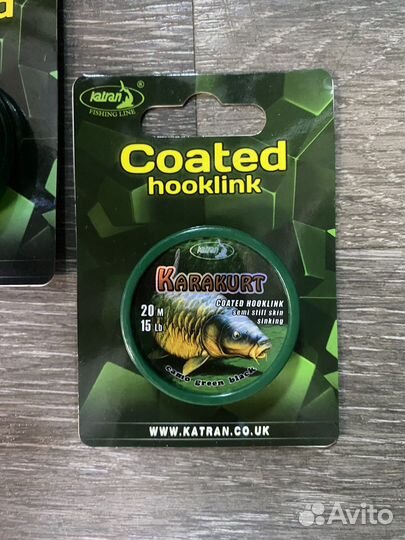 d
katran ®
FISHING LINE
Coated
hooklink
katran
KARAKURT
COATED HOOKLINK
semi stiff skin
sinking
20 M
15 LB
camo green black
WWW.KATRAN.CO.UK
Avito